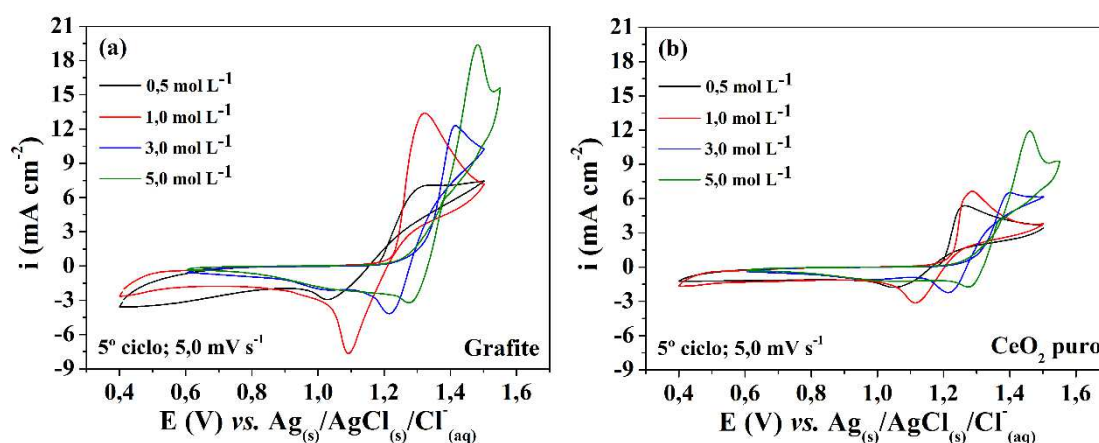 (a)
0,5 mol L⁻¹
1,0 mol L⁻¹
3,0 mol L⁻¹
5,0 mol L⁻¹
5º ciclo; 5,0 mV s⁻¹
Grafite
21
18
15
12
9
6
3
0
-3
-6
-9
i (mA cm⁻²)
0,4 0,6 0,8 1,0 1,2 1,4 1,6
E (V) vs. Ag(s)/AgCl(s)/Cl⁻(aq)
(b)
0,5 mol L⁻¹
1,0 mol L⁻¹
3,0 mol L⁻¹
5,0 mol L⁻¹
5º ciclo; 5,0 mV s⁻¹
CeO₂ puro
21
18
15
12
9
6
3
0
-3
-6
-9
i (mA cm⁻²)
0,4 0,6 0,8 1,0 1,2 1,4 1,6
E (V) vs. Ag(s)/AgCl(s)/Cl⁻(aq)